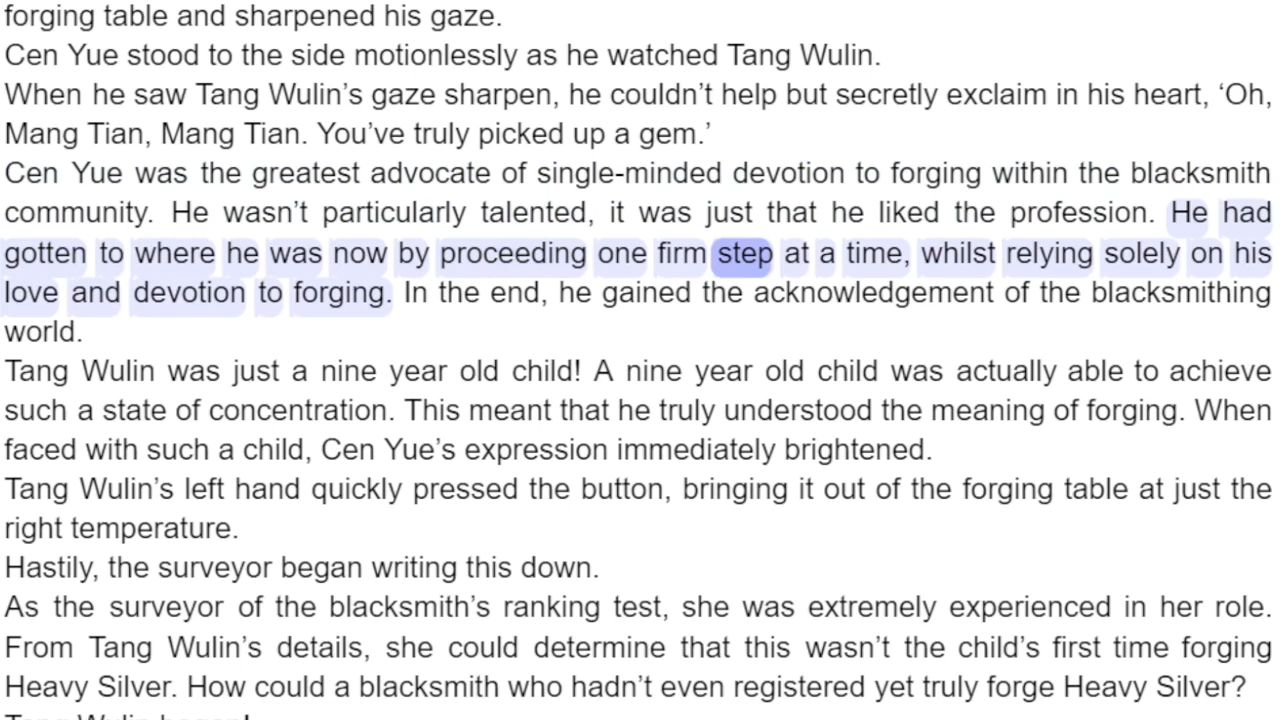 forging table and sharpened his gaze.
Cen Yue stood to the side motionlessly as he watched Tang Wulin.
When he saw Tang Wulin’s gaze sharpen, he couldn’t help but secretly exclaim in his heart, ‘Oh,
Mang Tian, Mang Tian. You’ve truly picked up a gem.’
Cen Yue was the greatest advocate of single-minded devotion to forging within the blacksmith
community. He wasn’t particularly talented, it was just that he liked the profession. He had
gotten to where he was now by proceeding one firm step at a time, whilst relying solely on his
love and devotion to forging. In the end, he gained the acknowledgement of the blacksmithing
world.
Tang Wulin was just a nine year old child! A nine year old child was actually able to achieve
such a state of concentration. This meant that he truly understood the meaning of forging. When
faced with such a child, Cen Yue’s expression immediately brightened.
Tang Wulin’s left hand quickly pressed the button, bringing it out of the forging table at just the
right temperature.
Hastily, the surveyor began writing this down.
As the surveyor of the blacksmith’s ranking test, she was extremely experienced in her role.
From Tang Wulin’s details, she could determine that this wasn’t the child’s first time forging
Heavy Silver. How could a blacksmith who hadn’t even registered yet truly forge Heavy Silver?
Tang Wulin began!